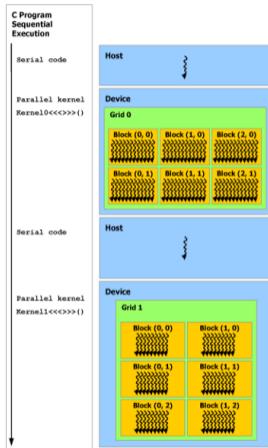 C Program
Sequential
Execution
Serial code
Host
Parallel kernel
Kernel0<<<>>>()
Device
Grid 0
Block (0, 0)
Block (1, 0)
Block (2, 0)
Block (0, 1)
Block (1, 1)
Block (2, 1)
Serial code
Host
Parallel kernel
Kernel1<<<>>>()
Device
Grid 1
Block (0, 0)
Block (1, 0)
Block (0, 1)
Block (1, 1)
Block (0, 2)
Block (1, 2)